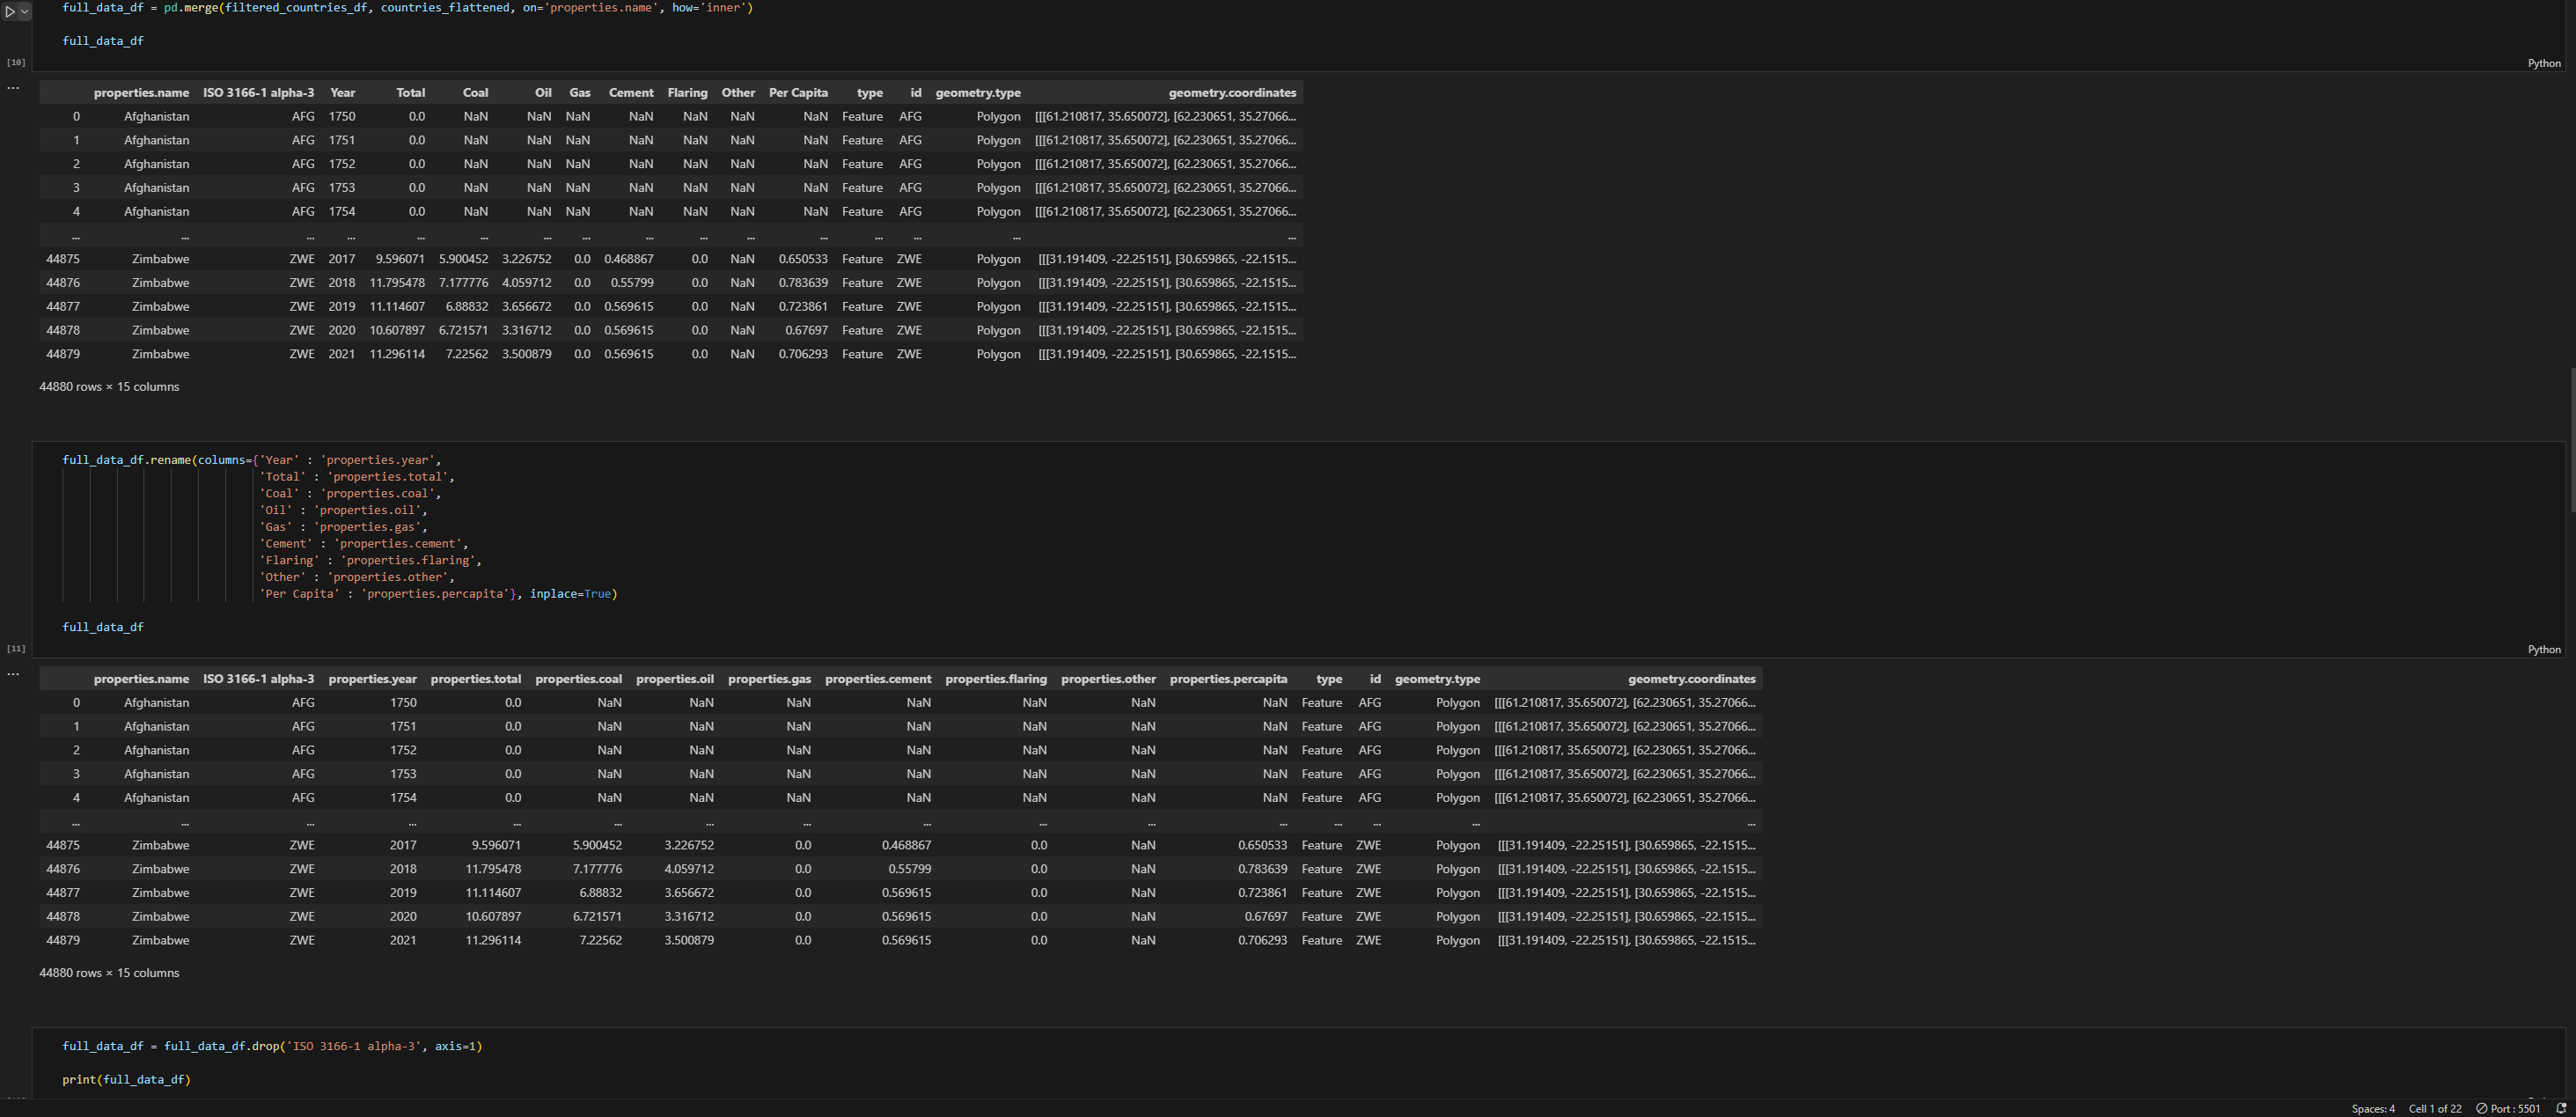 full_data_df = pd.merge(filtered_countries_df, countries_flattened, on='properties.name', how='inner')
full_data_df
[10]
Python
...
properties.name ISO 3166-1 alpha-3 Year Total Coal Oil Gas Cement Flaring Other Per Capita type id geometry.type geometry.coordinates
0 Afghanistan AFG 1750 0.0 NaN NaN NaN NaN NaN NaN NaN Feature AFG Polygon [[[61.210817, 35.650072], [62.230651, 35.27066...
1 Afghanistan AFG 1751 0.0 NaN NaN NaN NaN NaN NaN NaN Feature AFG Polygon [[[61.210817, 35.650072], [62.230651, 35.27066...
2 Afghanistan AFG 1752 0.0 NaN NaN NaN NaN NaN NaN NaN Feature AFG Polygon [[[61.210817, 35.650072], [62.230651, 35.27066...
3 Afghanistan AFG 1753 0.0 NaN NaN NaN NaN NaN NaN NaN Feature AFG Polygon [[[61.210817, 35.650072], [62.230651, 35.27066...
4 Afghanistan AFG 1754 0.0 NaN NaN NaN NaN NaN NaN NaN Feature AFG Polygon [[[61.210817, 35.650072], [62.230651, 35.27066...
... ... ... ... ... ... ... ... ... ... ... ... ... ... ... ...
44875 Zimbabwe ZWE 2017 9.596071 5.900452 3.226752 0.0 0.468867 0.0 NaN 0.650533 Feature ZWE Polygon [[[31.191409, -22.25151], [30.659865, -22.1515...
44876 Zimbabwe ZWE 2018 11.795478 7.177776 4.059712 0.0 0.55799 0.0 NaN 0.783639 Feature ZWE Polygon [[[31.191409, -22.25151], [30.659865, -22.1515...
44877 Zimbabwe ZWE 2019 11.114607 6.88832 3.656672 0.0 0.569615 0.0 NaN 0.723861 Feature ZWE Polygon [[[31.191409, -22.25151], [30.659865, -22.1515...
44878 Zimbabwe ZWE 2020 10.607897 6.721571 3.316712 0.0 0.569615 0.0 NaN 0.67697 Feature ZWE Polygon [[[31.191409, -22.25151], [30.659865, -22.1515...
44879 Zimbabwe ZWE 2021 11.296114 7.22562 3.500879 0.0 0.569615 0.0 NaN 0.706293 Feature ZWE Polygon [[[31.191409, -22.25151], [30.659865, -22.1515...
44880 rows × 15 columns
full_data_df.rename(columns={'Year' : 'properties.year',
'Total' : 'properties.total',
'Coal' : 'properties.coal',
'Oil' : 'properties.oil',
'Gas' : 'properties.gas',
'Cement' : 'properties.cement',
'Flaring' : 'properties.flaring',
'Other' : 'properties.other',
'Per Capita' : 'properties.percapita'}, inplace=True)
full_data_df
[11]
Python
...
properties.name ISO 3166-1 alpha-3 properties.year properties.total properties.coal properties.oil properties.gas properties.cement properties.flaring properties.other properties.percapita type id geometry.type geometry.coordinates
0 Afghanistan AFG 1750 0.0 NaN NaN NaN NaN NaN NaN NaN Feature AFG Polygon [[[61.210817, 35.650072], [62.230651, 35.27066...
1 Afghanistan AFG 1751 0.0 NaN NaN NaN NaN NaN NaN NaN Feature AFG Polygon [[[61.210817, 35.650072], [62.230651, 35.27066...
2 Afghanistan AFG 1752 0.0 NaN NaN NaN NaN NaN NaN NaN Feature AFG Polygon [[[61.210817, 35.650072], [62.230651, 35.27066...
3 Afghanistan AFG 1753 0.0 NaN NaN NaN NaN NaN NaN NaN Feature AFG Polygon [[[61.210817, 35.650072], [62.230651, 35.27066...
4 Afghanistan AFG 1754 0.0 NaN NaN NaN NaN NaN NaN NaN Feature AFG Polygon [[[61.210817, 35.650072], [62.230651, 35.27066...
... ... ... ... ... ... ... ... ... ... ... ... ... ... ... ...
44875 Zimbabwe ZWE 2017 9.596071 5.900452 3.226752 0.0 0.468867 0.0 NaN 0.650533 Feature ZWE Polygon [[[31.191409, -22.25151], [30.659865, -22.1515...
44876 Zimbabwe ZWE 2018 11.795478 7.177776 4.059712 0.0 0.55799 0.0 NaN 0.783639 Feature ZWE Polygon [[[31.191409, -22.25151], [30.659865, -22.1515...
44877 Zimbabwe ZWE 2019 11.114607 6.88832 3.656672 0.0 0.569615 0.0 NaN 0.723861 Feature ZWE Polygon [[[31.191409, -22.25151], [30.659865, -22.1515...
44878 Zimbabwe ZWE 2020 10.607897 6.721571 3.316712 0.0 0.569615 0.0 NaN 0.67697 Feature ZWE Polygon [[[31.191409, -22.25151], [30.659865, -22.1515...
44879 Zimbabwe ZWE 2021 11.296114 7.22562 3.500879 0.0 0.569615 0.0 NaN 0.706293 Feature ZWE Polygon [[[31.191409, -22.25151], [30.659865, -22.1515...
44880 rows × 15 columns
full_data_df = full_data_df.drop('ISO 3166-1 alpha-3', axis=1)
print(full_data_df)
Spaces: 4 Cell 1 of 22 Port : 5501